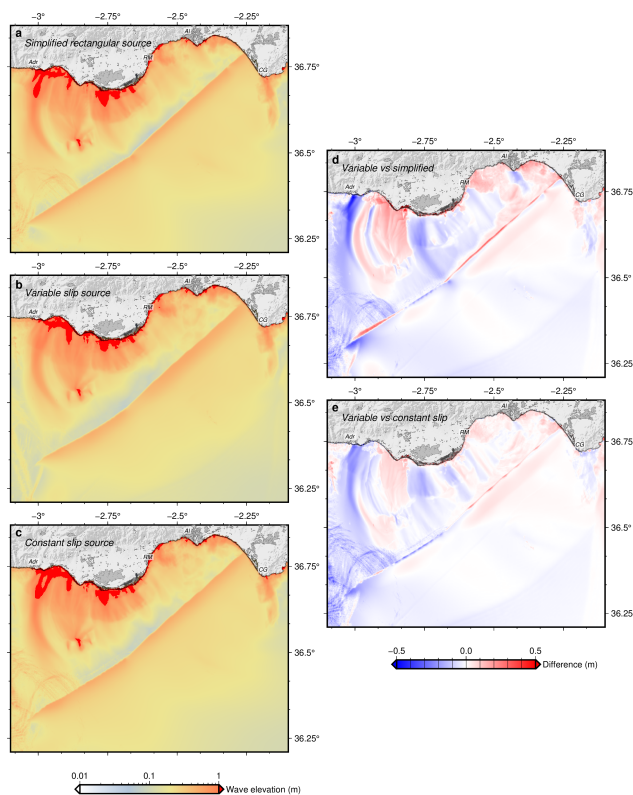 −3° −2.75° −2.5° −2.25°
a
Simplified rectangular source
Adr
RM
Al
CG
36.75°
36.5°
36.25°
−3° −2.75° −2.5° −2.25°
b
Variable slip source
Adr
RM
Al
CG
36.75°
36.5°
36.25°
−3° −2.75° −2.5° −2.25°
c
Constant slip source
Adr
RM
Al
CG
36.75°
36.5°
36.25°
0.01 0.1 1
Wave elevation (m)
−3° −2.75° −2.5° −2.25°
d
Variable vs simplified
Adr
RM
Al
CG
36.75
36.5°
36.25
−3° −2.75° −2.5° −2.25°
e
Variable vs constant slip
Adr
RM
Al
CG
36.75
36.5°
36.25
−0.5 0.0 0.5
Difference (m)